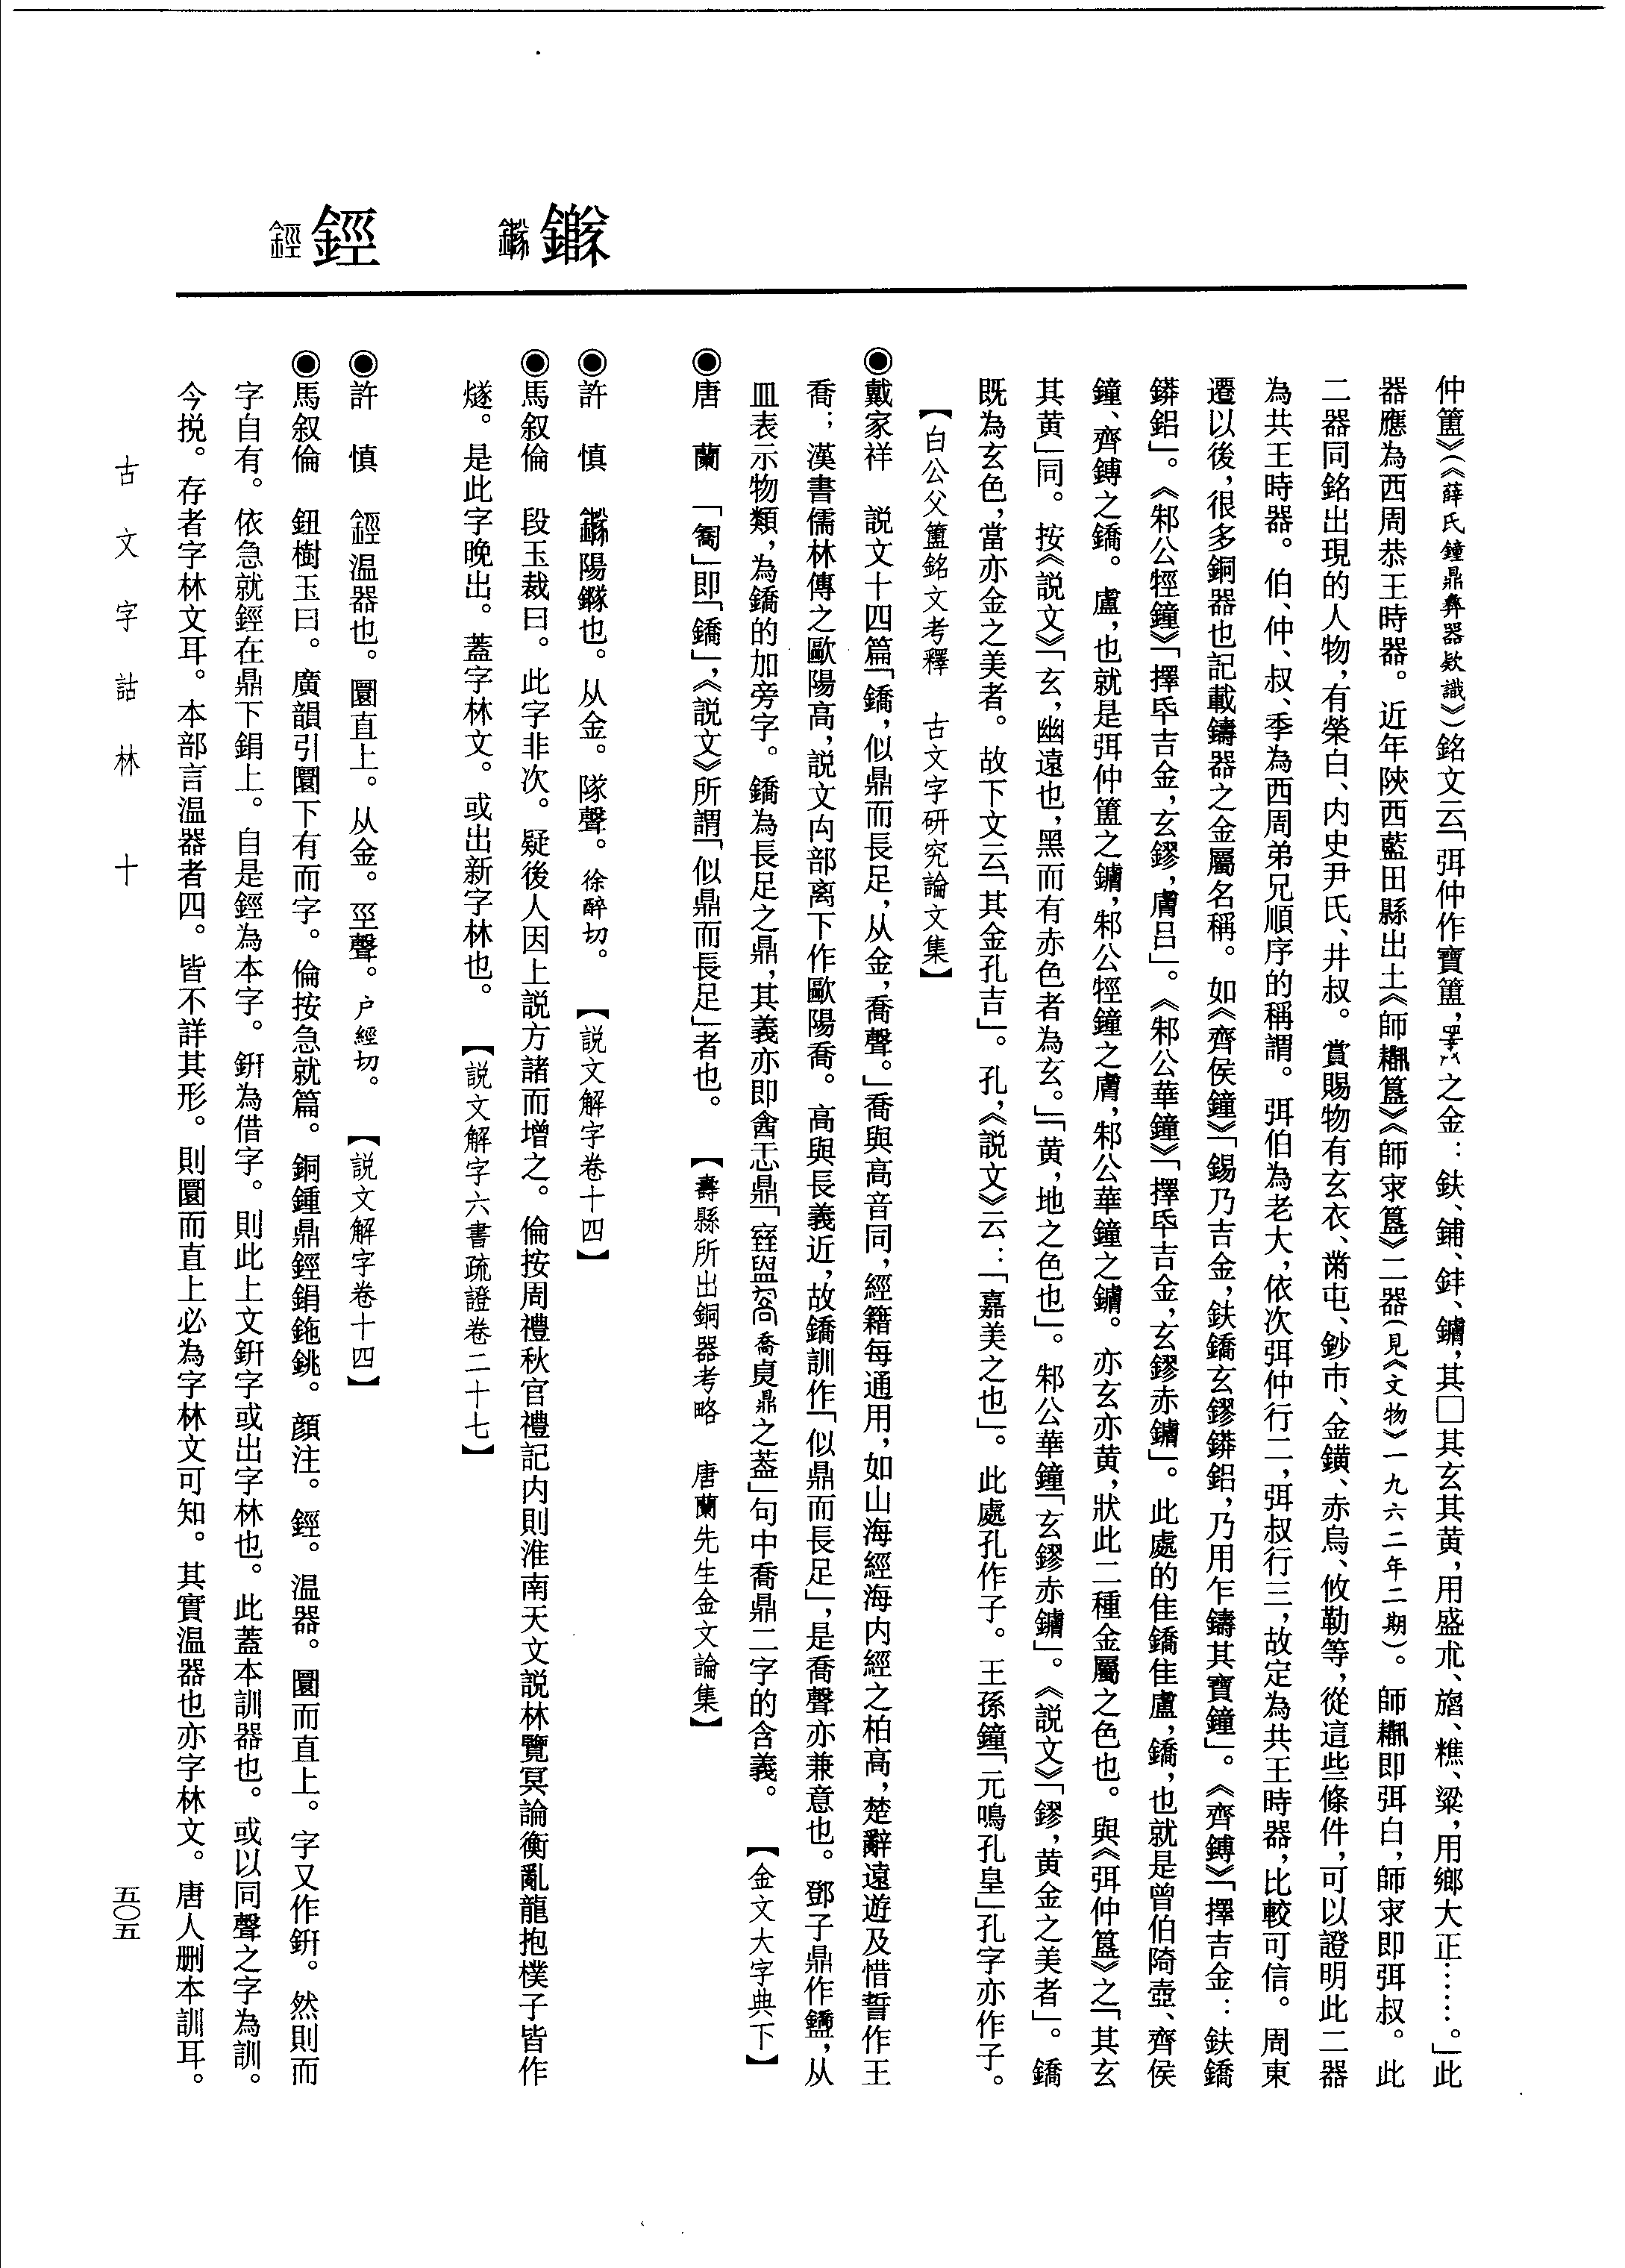 仲簠》(《薛氏鐘鼎彝器欵識》)銘文云「弭仲作寶簠,之金:鈇、鋪、鉡、鏞,其□其玄其黄,用盛朮、㫋、糕、粱,用鄉大正……。」此
器應為西周恭王時器。近年陝西藍田縣出土《師簋》《師㝨簋》二器(見《文物》一九六二年二期)。師即弭白,師㝨即弭叔。此
二器同銘出現的人物,有榮白、内史尹氏、井叔。賞賜物有玄衣、黹屯、鈔巿、金鐄、赤舄、攸勒等,從這些條件,可以證明此二器
為共王時器。伯、仲、叔、季為西周弟兄順序的稱謂。弭伯為老大,依次弭仲行二,弭叔行三,故定為共王時器,比較可信。周東
遷以後,很多銅器也記載鑄器之金屬名稱。如《齊侯鐘》「錫乃吉金,鈇鐈玄鏐鏻鋁,乃用乍鑄其寶鐘」。《齊鎛》「擇吉金:鈇鐈
鏻鋁」。《邾公牼鐘》「擇氒吉金,玄鏐,膚呂」。《邾公華鐘》「擇氒吉金,玄鏐赤鏞」。此處的隹鐈隹盧,鐈,也就是曾伯陭壺、齊侯
鐘、齊鎛之鐈。盧,也就是弭仲簠之鏞,邾公牼鐘之膚,邾公華鐘之鏞。亦玄亦黄,狀此二種金屬之色也。與《弭仲簋》之「其玄
其黄」同。按《説文》「玄,幽遠也,黑而有赤色者為玄。」「黄,地之色也」。邾公華鐘「玄鏐赤鏞」。《説文》「鏐,黄金之美者」。鐈
既為玄色,當亦金之美者。故下文云「其金孔吉」。孔,《説文》云:「嘉美之也」。此處孔作子。王孫鐘「元鳴孔皇」孔字亦作子。
【白公父簠銘文考釋　古文字研究論文集】
◉戴家祥　説文十四篇「鐈,似鼎而長足,从金,喬聲。」喬與高音同,經籍每通用,如山海經海内經之柏高,楚辭遠遊及惜誓作王
喬;漢書儒林傳之歐陽高,説文禸部离下作歐陽喬。高與長義近,故鐈訓作「似鼎而長足」,是喬聲亦兼意也。鄧子鼎作,从
皿表示物類,為鐈的加旁字。鐈為長足之鼎,其義亦即酓忎鼎「窒喬貞鼎之蓋」句中喬鼎二字的含義。　【金文大字典下】
◉唐　蘭　「喬」即「鐈」,《説文》所謂「似鼎而長足」者也。　【壽縣所出銅器考略　唐蘭先生金文論集】
鐆
◉許　慎　陽鐆也。从金。隊聲。徐醉切。　【説文解字卷十四】
◉馬叙倫　段玉裁曰。此字非次。疑後人因上説方諸而增之。倫按周禮秋官禮記内則淮南天文説林覽冥論衡亂龍抱樸子皆作
燧。是此字晚出。蓋字林文。或出新字林也。　【説文解字六書疏證卷二十七】
鋞 鋞
◉許　慎　鋞温器也。圜直上。从金。巠聲。户經切。　【説文解字卷十四】
◉馬叙倫　鈕樹玉曰。廣韻引圜下有而字。倫按急就篇。銅鍾鼎鋞鋗鉇銚。顔注。鋞。温器。圜而直上。字又作鈃。然則而
字自有。依急就鋞在鼎下鋗上。自是鋞為本字。鈃為借字。則此上文鈃字或出字林也。此蓋本訓器也。或以同聲之字為訓。
今挩。存者字林文耳。本部言温器者四。皆不詳其形。則圜而直上必為字林文可知。其實温器也亦字林文。唐人删本訓耳。
古文字詁林　十
五〇五